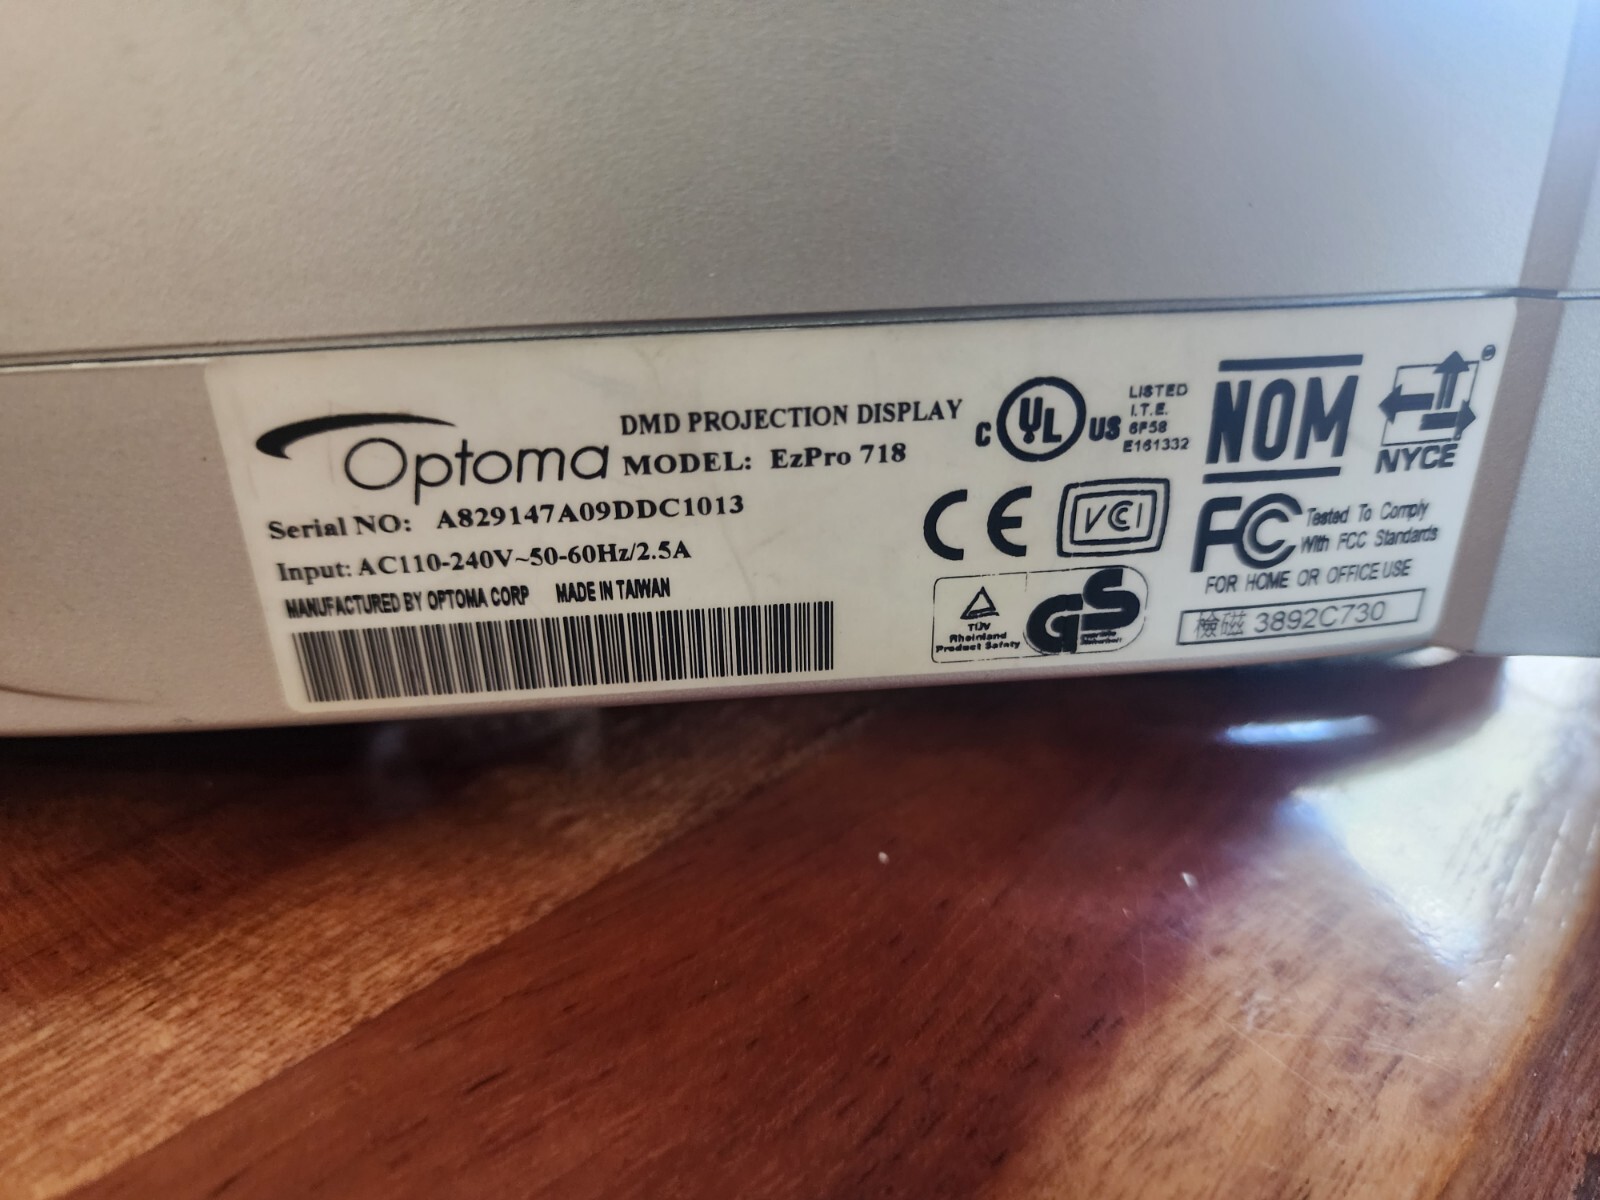 Optoma
DMD PROJECTION DISPLAY
MODEL: EzPro 718
Serial NO: A829147A09DDC1013
Input: AC110-240V~50-60Hz/2.5A
MANUFACTURED BY OPTOMA CORP MADE IN TAIWAN
C UL US
LISTED
I.T.E.
6F58
E161332
NOM
NYCE
CE
VCCI
FC
Tested To Comply
With FCC Standards
FOR HOME OR OFFICE USE
TÜV
Rheinland
Product Safety
GS
檢磁 3892C730